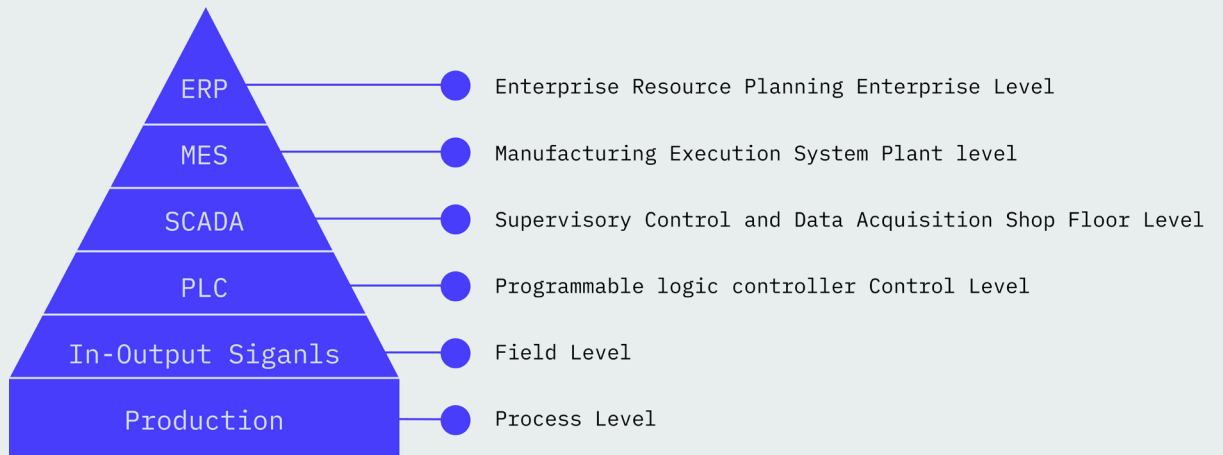 ERP
Enterprise Resource Planning Enterprise Level
MES
Manufacturing Execution System Plant level
SCADA
Supervisory Control and Data Acquisition Shop Floor Level
PLC
Programmable logic controller Control Level
In-Output Siganls
Field Level
Production
Process Level